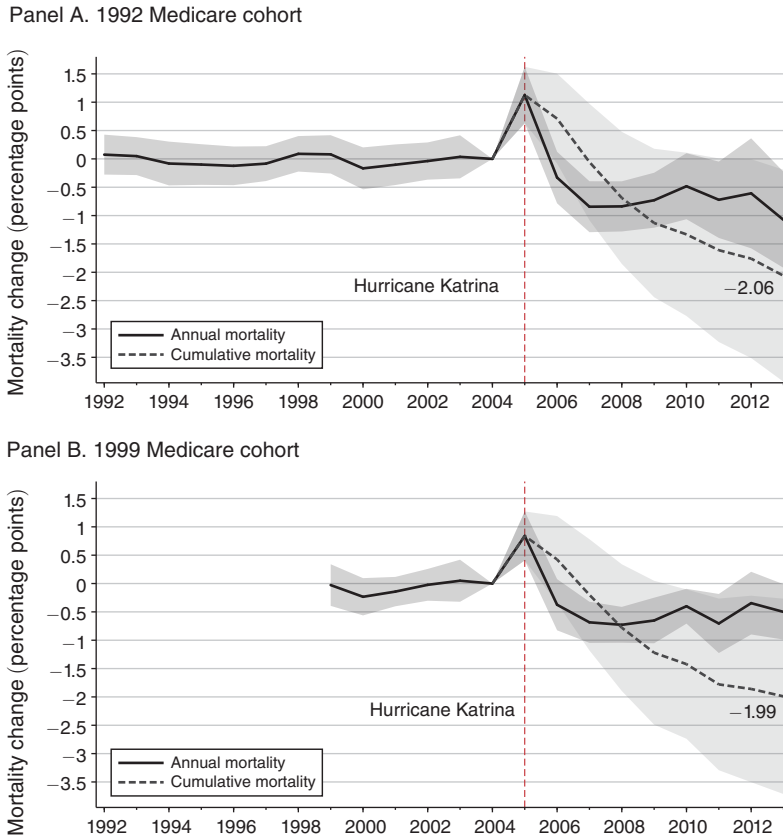 Panel A. 1992 Medicare cohort
Mortality change (percentage points)
1.5
1
0.5
0
−0.5
−1
−1.5
−2
−2.5
−3
−3.5
Hurricane Katrina
−2.06
Annual mortality
Cumulative mortality
1992 1994 1996 1998 2000 2002 2004 2006 2008 2010 2012
Panel B. 1999 Medicare cohort
Mortality change (percentage points)
1.5
1
0.5
0
−0.5
−1
−1.5
−2
−2.5
−3
−3.5
Hurricane Katrina
−1.99
Annual mortality
Cumulative mortality
1992 1994 1996 1998 2000 2002 2004 2006 2008 2010 2012